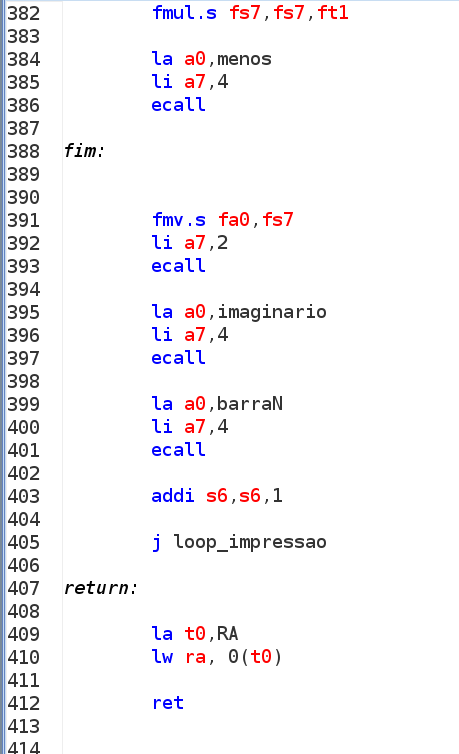 382 fmul.s fs7,fs7,ft1
383
384 la a0,menos
385 li a7,4
386 ecall
387
388 fim:
389
390
391 fmv.s fa0,fs7
392 li a7,2
393 ecall
394
395 la a0,imaginario
396 li a7,4
397 ecall
398
399 la a0,barraN
400 li a7,4
401 ecall
402
403 addi s6,s6,1
404
405 j loop_impressao
406
407 return:
408
409 la t0,RA
410 lw ra, 0(t0)
411
412 ret
413
414